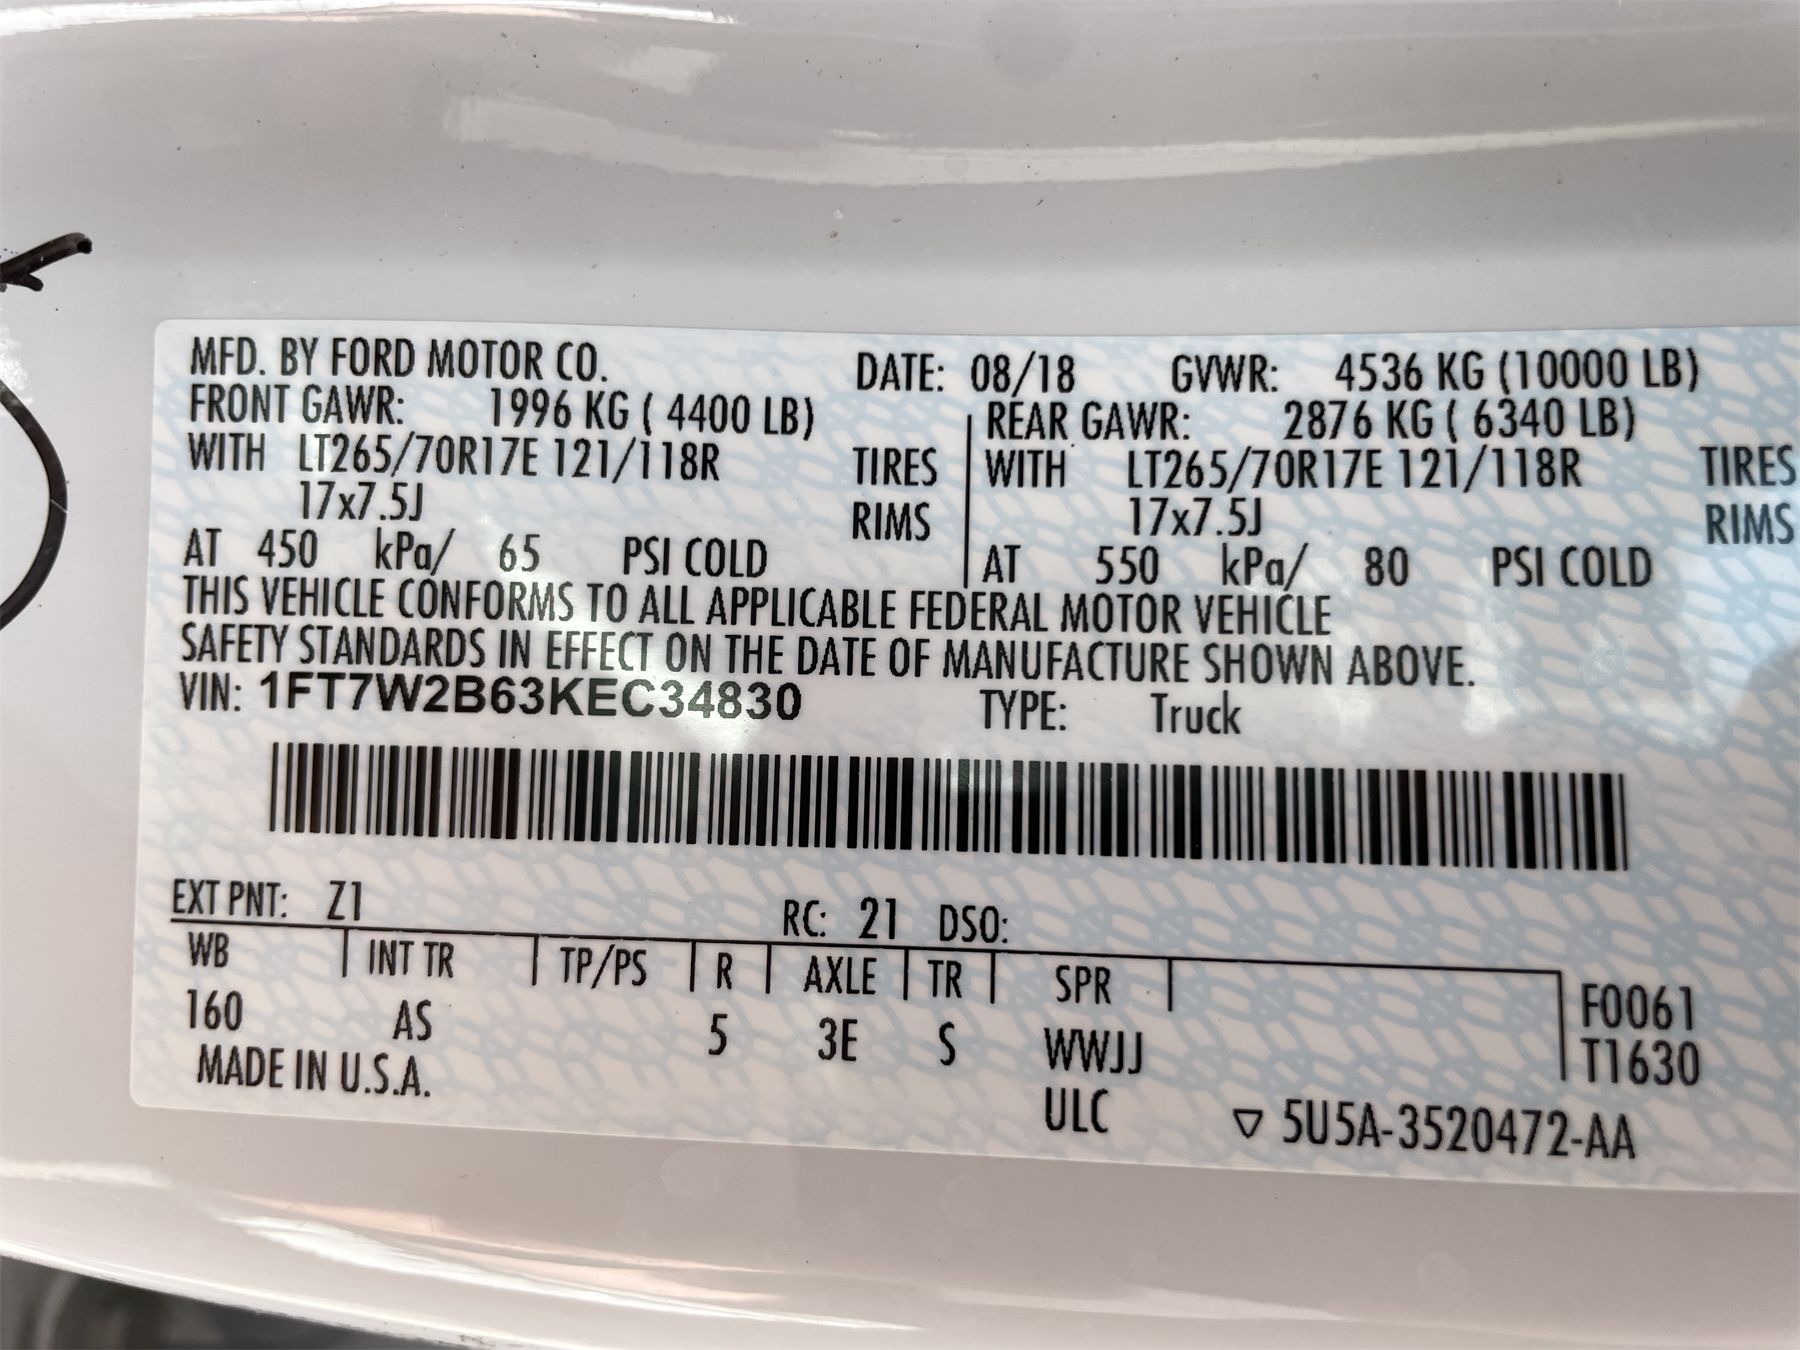 MFD. BY FORD MOTOR CO. DATE: 08/18 GVWR: 4536 KG (10000 LB)
FRONT GAWR: 1996 KG ( 4400 LB) REAR GAWR: 2876 KG ( 6340 LB)
WITH LT265/70R17E 121/118R TIRES WITH LT265/70R17E 121/118R TIRES
17x7.5J RIMS 17x7.5J RIMS
AT 450 kPa/ 65 PSI COLD AT 550 kPa/ 80 PSI COLD
THIS VEHICLE CONFORMS TO ALL APPLICABLE FEDERAL MOTOR VEHICLE
SAFETY STANDARDS IN EFFECT ON THE DATE OF MANUFACTURE SHOWN ABOVE.
VIN: 1FT7W2B63KEC34830 TYPE: Truck
EXT PNT: Z1 RC: 21 DSO:
WB INT TR TP/PS R AXLE TR SPR F0061
160 AS 5 3E S WWJJ T1630
MADE IN U.S.A. ULC ▽ 5U5A-3520472-AA